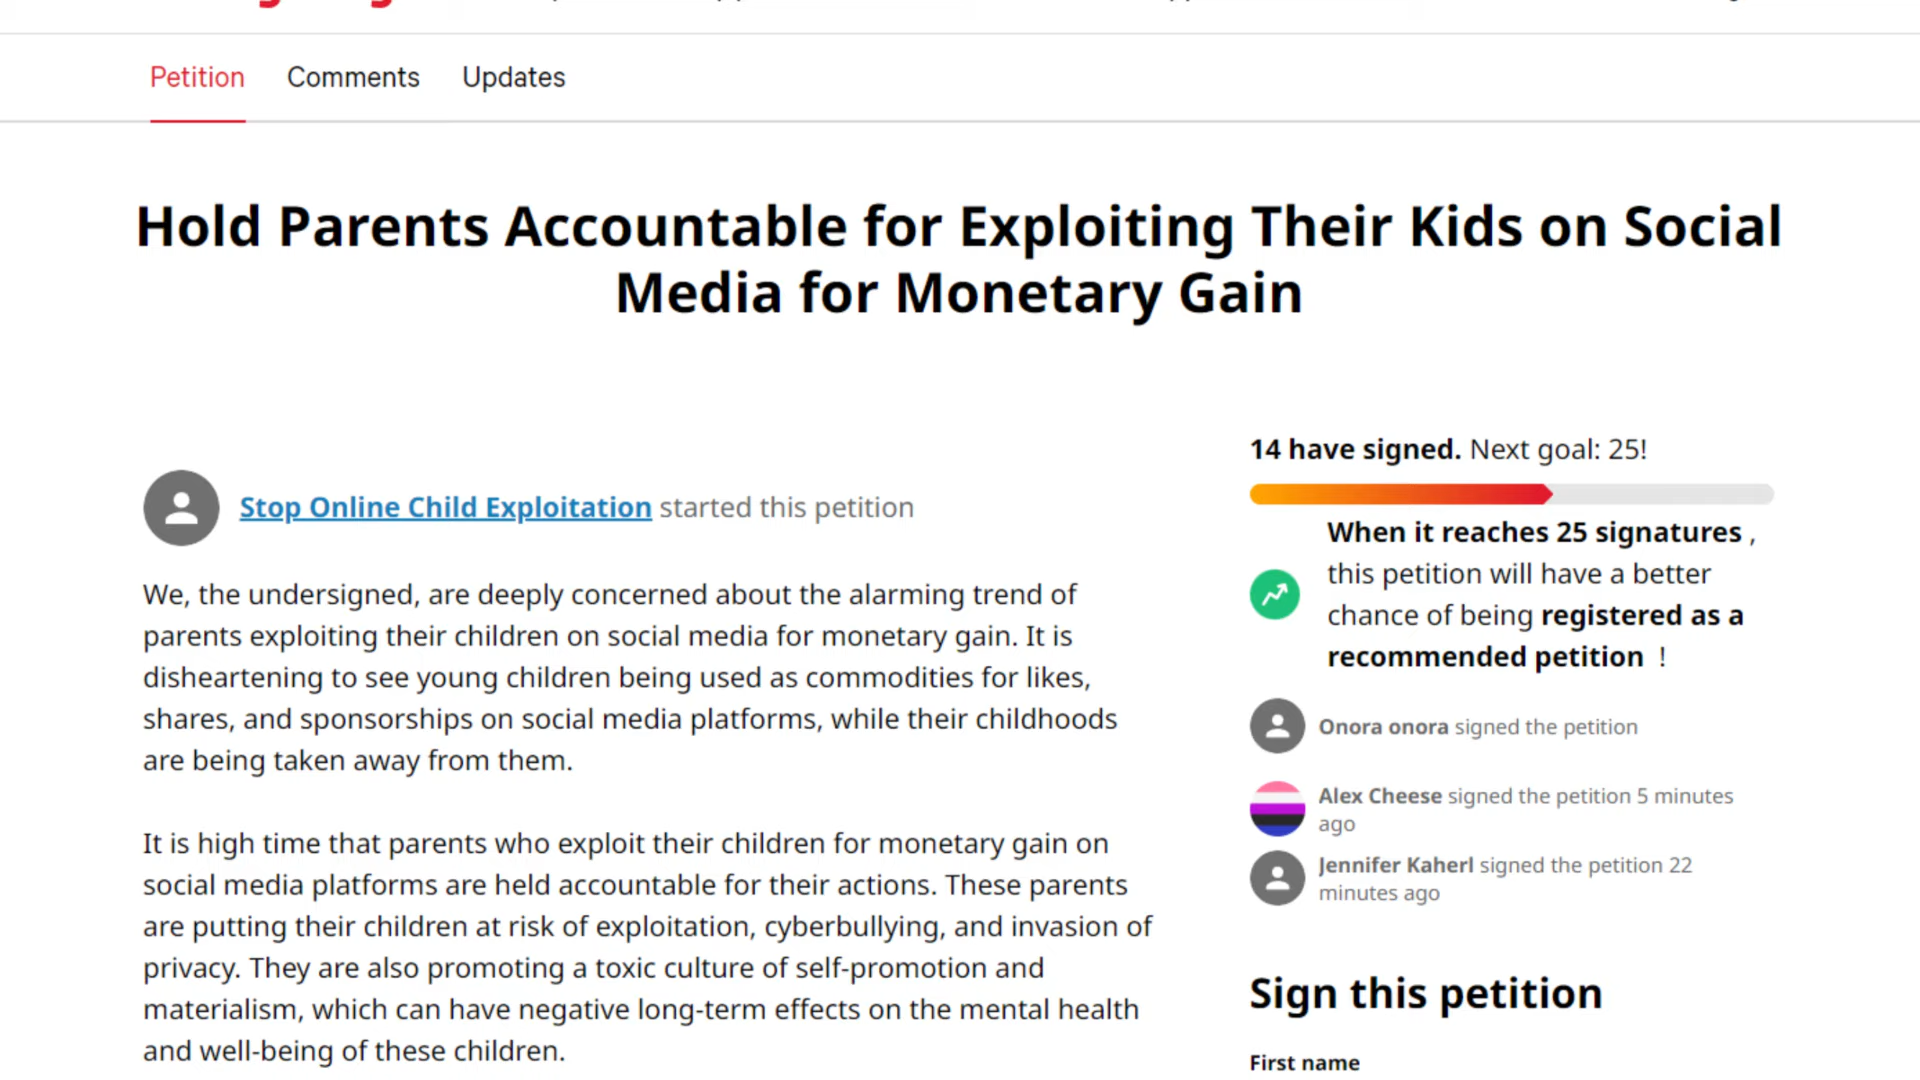 Petition
Comments
Updates
Hold Parents Accountable for Exploiting Their Kids on Social
Media for Monetary Gain
Stop Online Child Exploitation started this petition
We, the undersigned, are deeply concerned about the alarming trend of
parents exploiting their children on social media for monetary gain. It is
disheartening to see young children being used as commodities for likes,
shares, and sponsorships on social media platforms, while their childhoods
are being taken away from them.
It is high time that parents who exploit their children for monetary gain on
social media platforms are held accountable for their actions. These parents
are putting their children at risk of exploitation, cyberbullying, and invasion of
privacy. They are also promoting a toxic culture of self-promotion and
materialism, which can have negative long-term effects on the mental health
and well-being of these children.
14 have signed. Next goal: 25!
When it reaches 25 signatures ,
this petition will have a better
chance of being registered as a
recommended petition !
Onora onora signed the petition
Alex Cheese signed the petition 5 minutes
ago
Jennifer Kaherl signed the petition 22
minutes ago
Sign this petition
First name